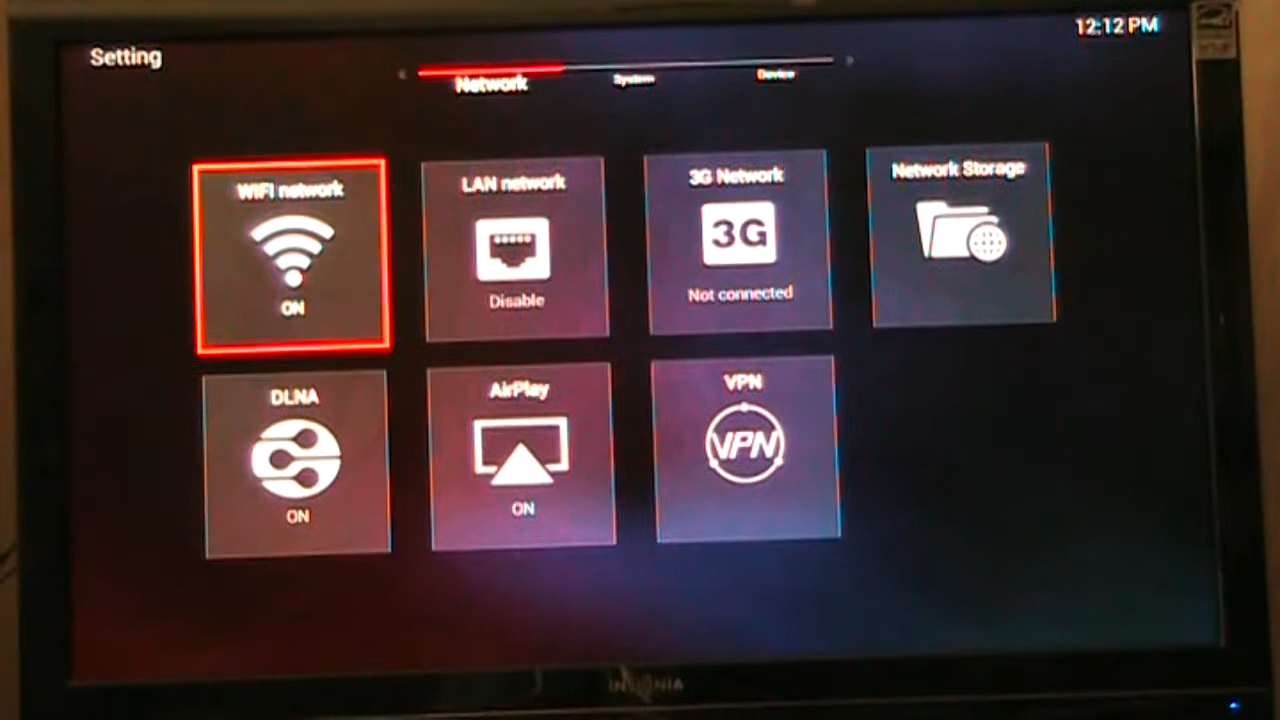 12:12 PM
Setting
Network
System
Device
WIFI network
ON
LAN network
Disable
3G Network
3G
Not connected
Network Storage
DLNA
ON
AirPlay
ON
VPN
VPN
INSIGNIA